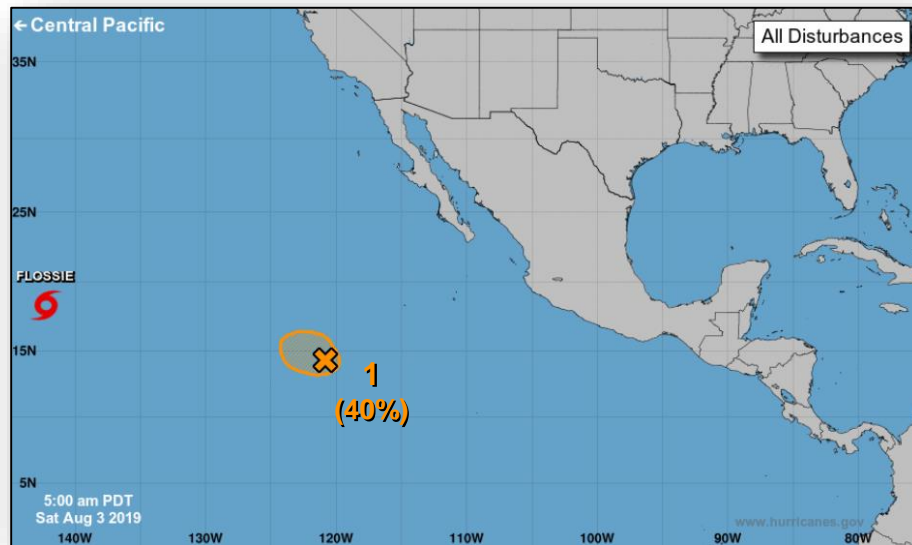 ← Central Pacific
All Disturbances
35N
25N
FLOSSIE
15N
1
(40%)
5N
5:00 am PDT
Sat Aug 3 2019
www.hurricanes.gov
140W 130W 120W 110W 100W 90W 80W